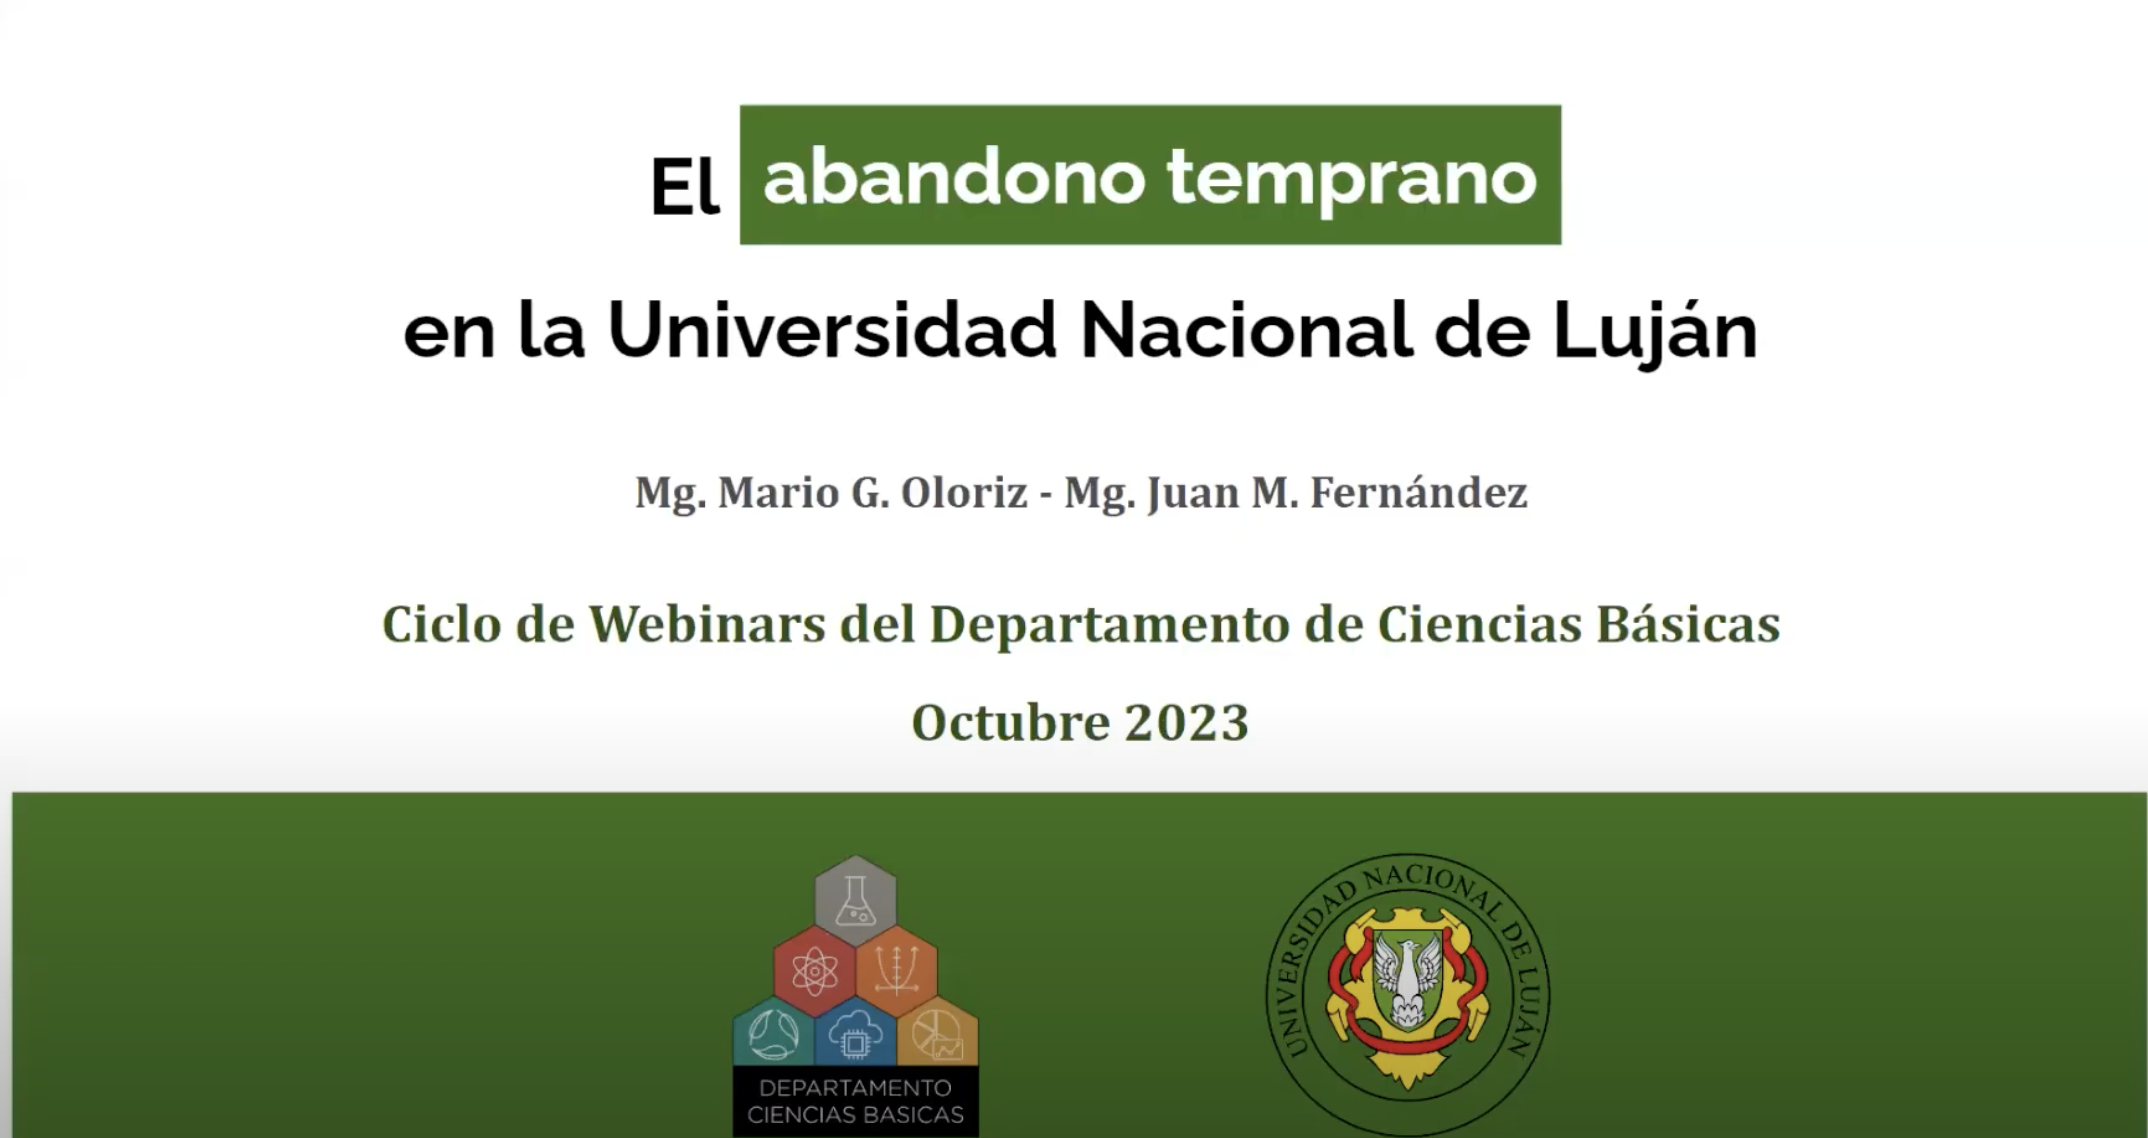 El abandono temprano
en la Universidad Nacional de Luján
Mg. Mario G. Oloriz - Mg. Juan M. Fernández
Ciclo de Webinars del Departamento de Ciencias Básicas
Octubre 2023
DEPARTAMENTO
CIENCIAS BASICAS
UNIVERSIDAD NACIONAL DE LUJÁN